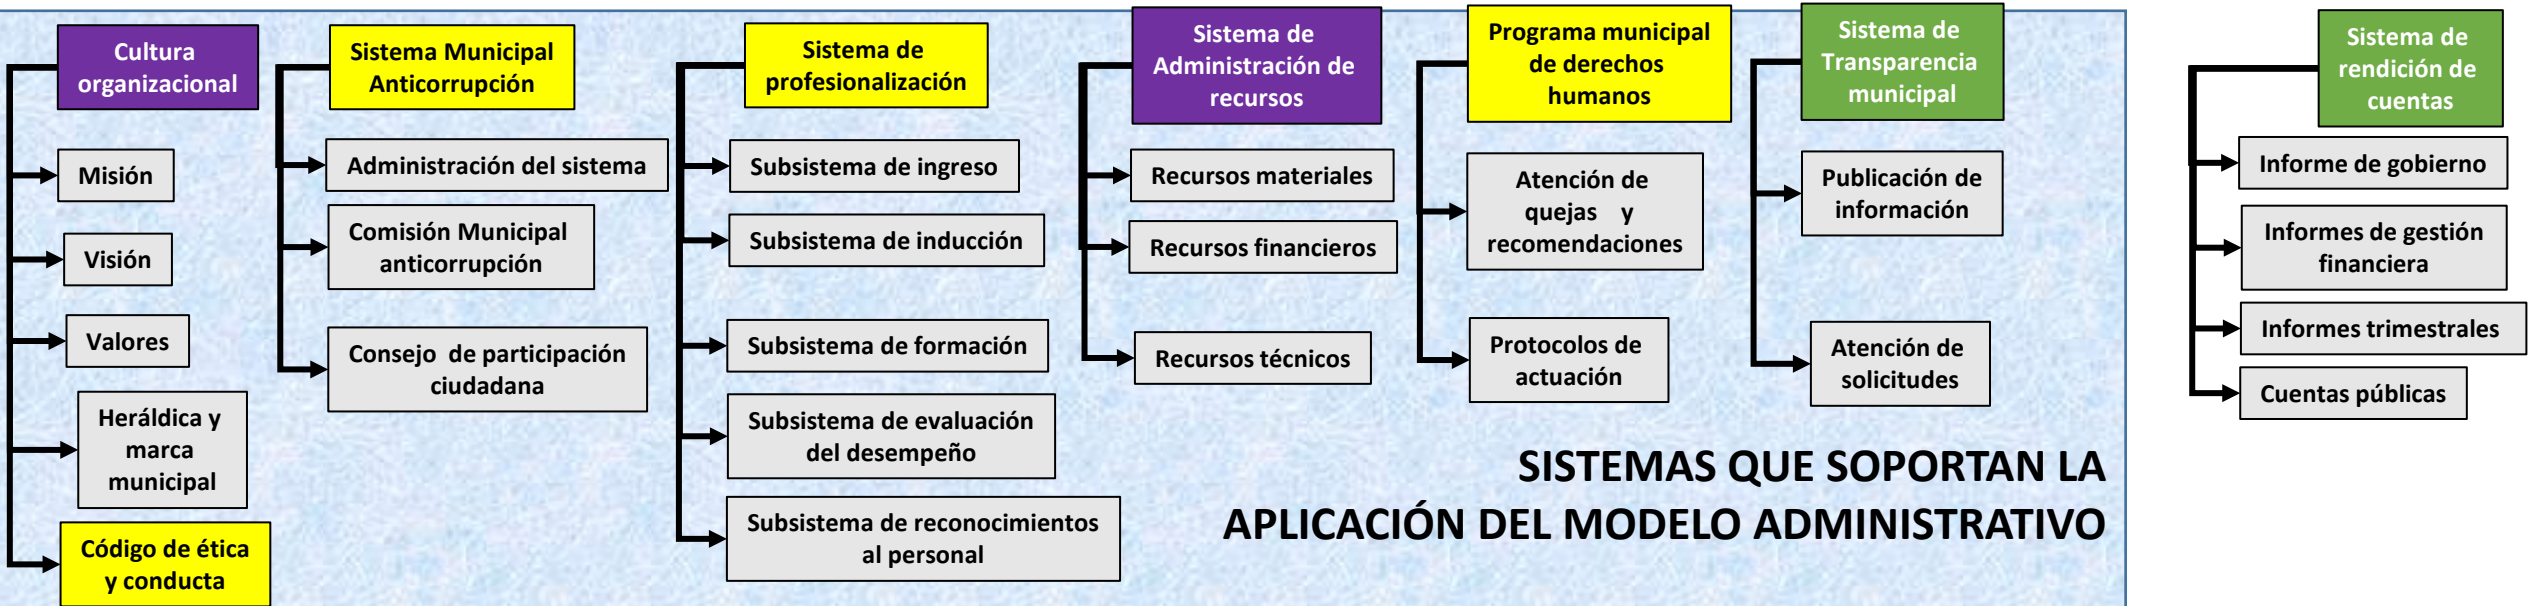 Cultura
organizacional
Misión
Visión
Valores
Heráldica y
marca
municipal
Código de ética
y conducta
Sistema Municipal
Anticorrupción
Administración del sistema
Comisión Municipal
anticorrupción
Consejo de participación
ciudadana
Sistema de
profesionalización
Subsistema de ingreso
Subsistema de inducción
Subsistema de formación
Subsistema de evaluación
del desempeño
Subsistema de reconocimientos
al personal
Sistema de
Administración de
recursos
Recursos materiales
Recursos financieros
Recursos técnicos
Programa municipal
de derechos
humanos
Atención de
quejas y
recomendaciones
Protocolos de
actuación
Sistema de
Transparencia
municipal
Publicación de
información
Atención de
solicitudes
SISTEMAS QUE SOPORTAN LA
APLICACIÓN DEL MODELO ADMINISTRATIVO
Sistema de
rendición de
cuentas
Informe de gobierno
Informes de gestión
financiera
Informes trimestrales
Cuentas públicas